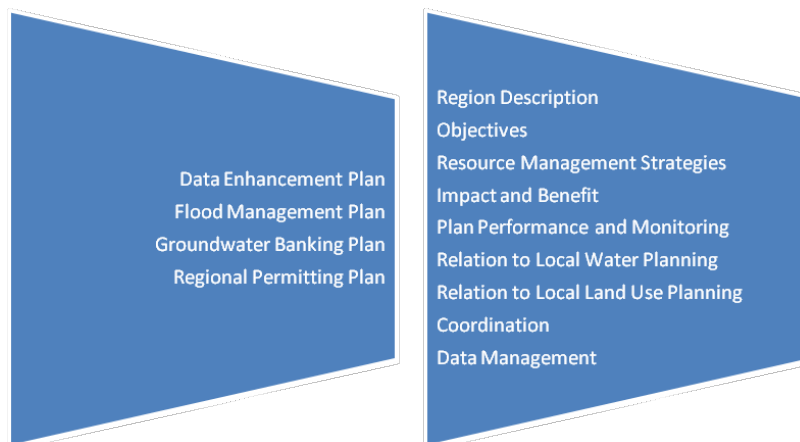 Data Enhancement Plan
Flood Management Plan
Groundwater Banking Plan
Regional Permitting Plan
Region Description
Objectives
Resource Management Strategies
Impact and Benefit
Plan Performance and Monitoring
Relation to Local Water Planning
Relation to Local Land Use Planning
Coordination
Data Management